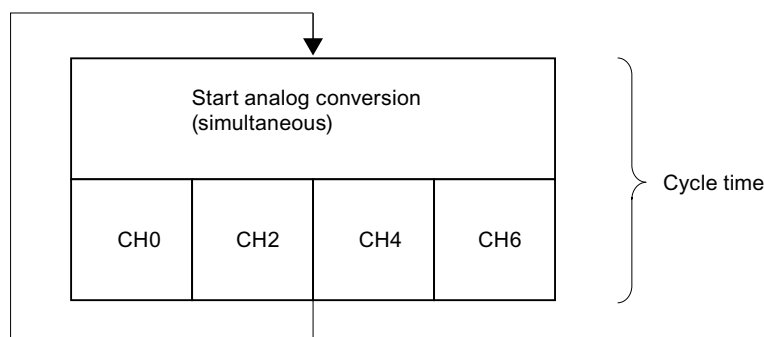 Start analog conversion
(simultaneous)
Cycle time
CH0
CH2
CH4
CH6